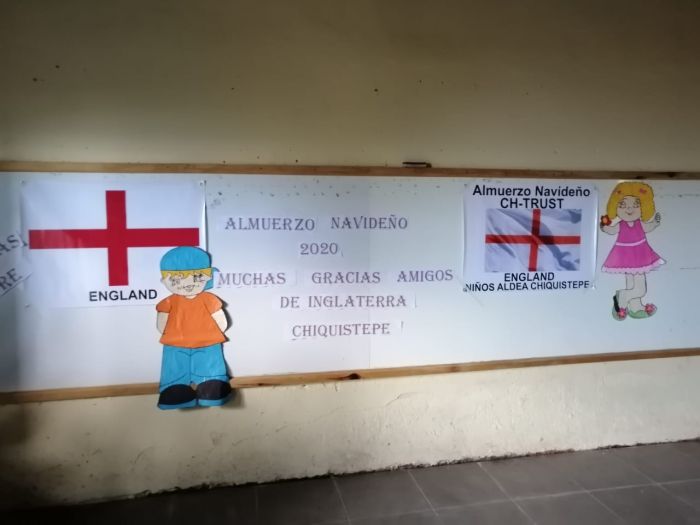 ENGLAND
ALMUERZO NAVIDEÑO
2020
MUCHAS GRACIAS AMIGOS
DE INGLATERRA
CHIQUISTEPE
Almuerzo Navideño
CH-TRUST
ENGLAND
NIÑOS ALDEA CHIQUISTEPE